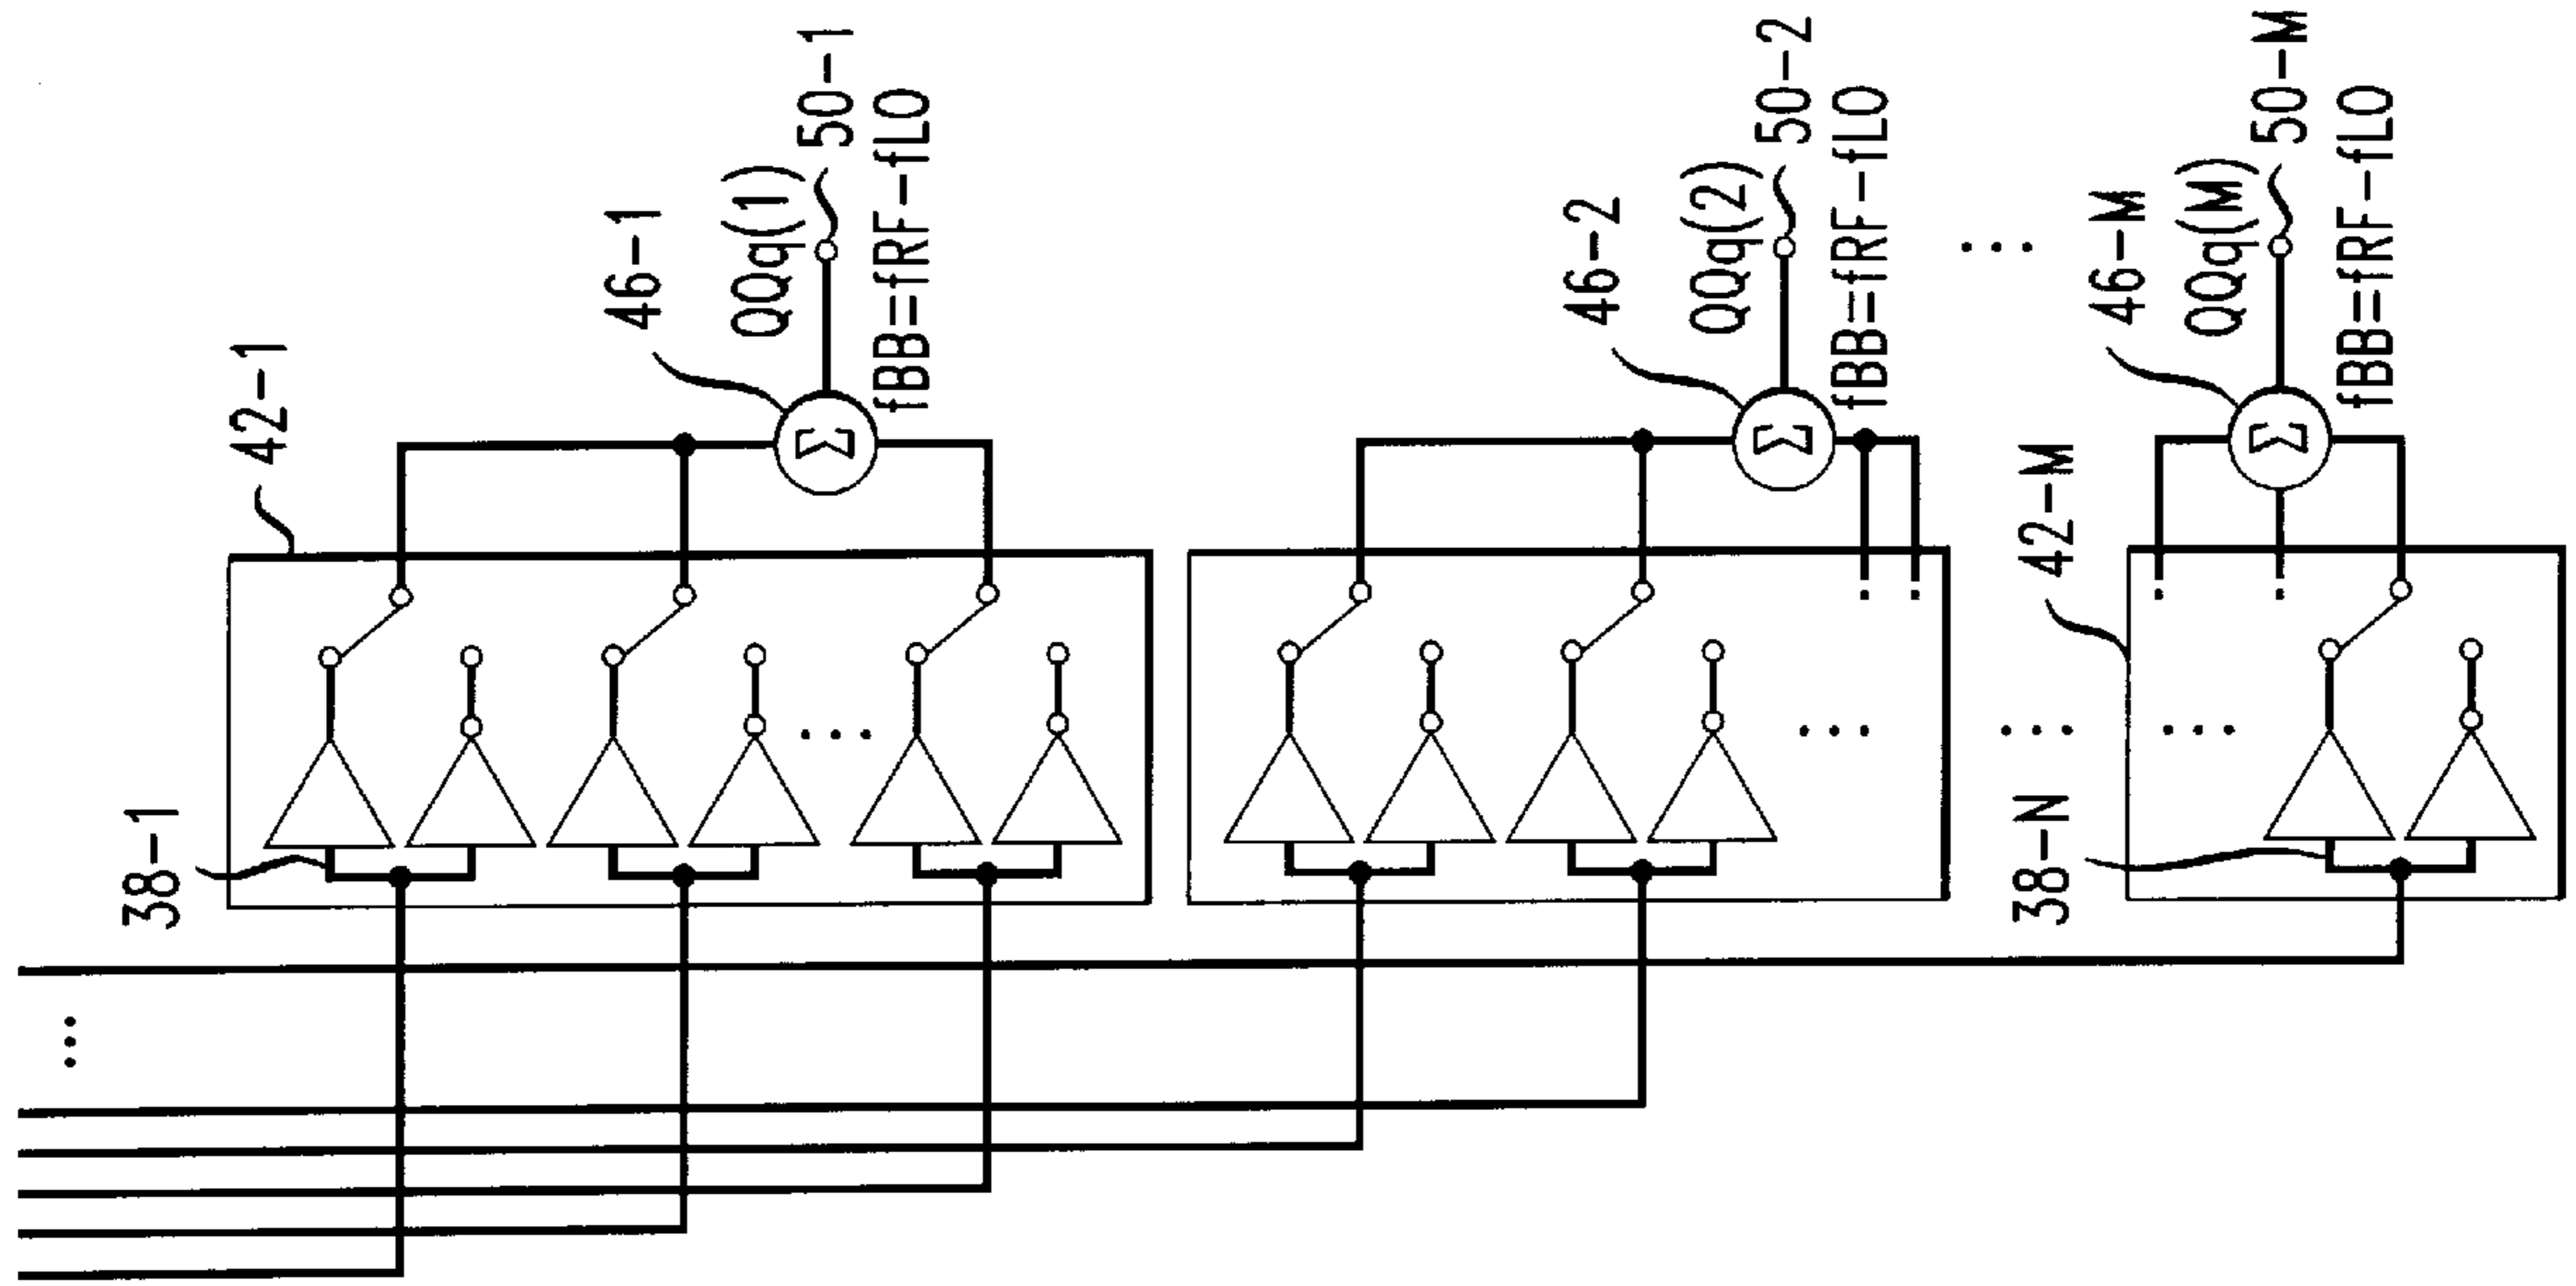 38-1
42-1
46-1
QQq(1)
50-1
fBB=fRF-fLO
Σ
46-2
QQq(2)
50-2
fBB=fRF-fLO
Σ
38-N
42-M
46-M
QQq(M)
50-M
fBB=fRF-fLO
Σ